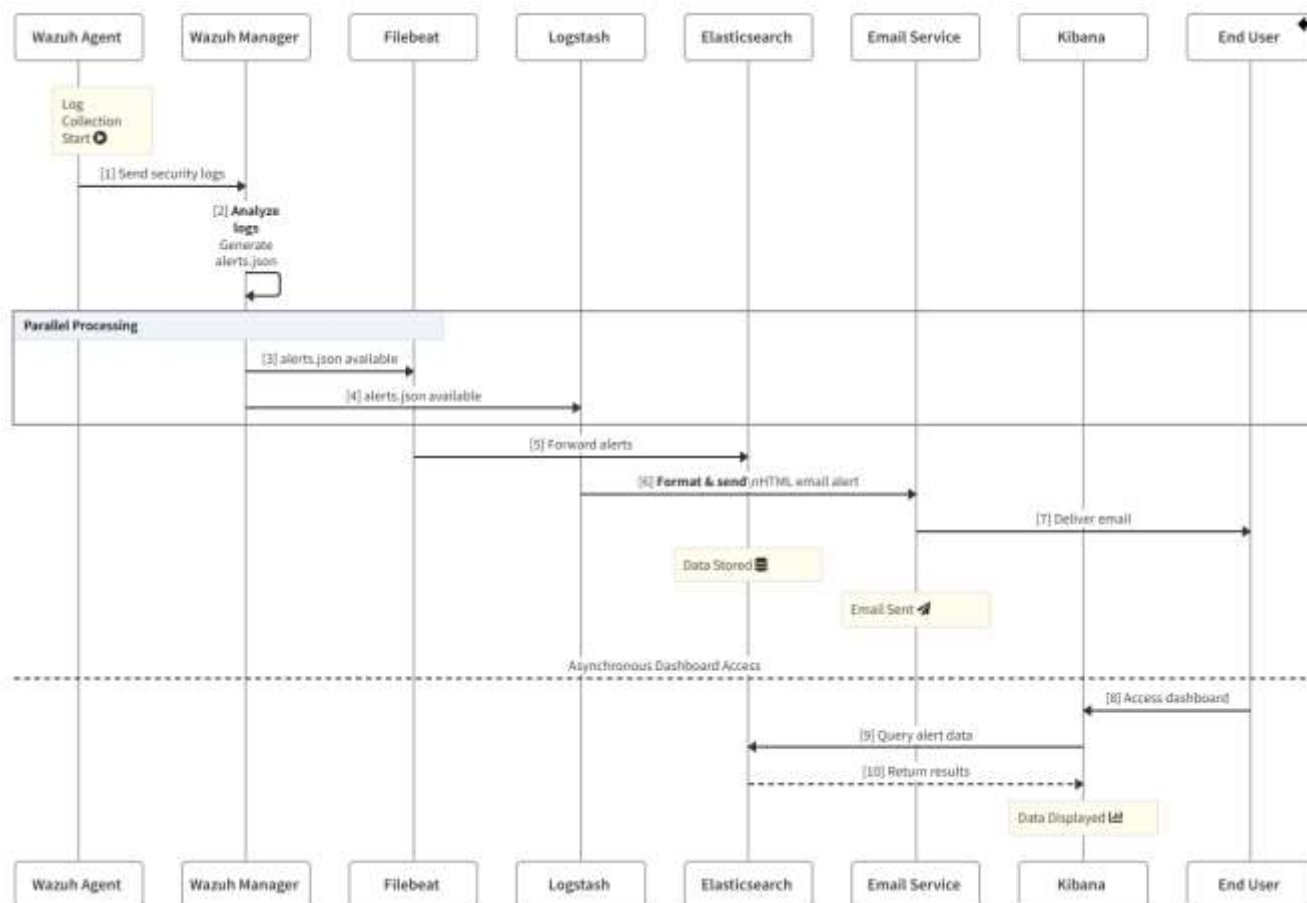 Wazuh Agent
Wazuh Manager
Filebeat
Logstash
Elasticsearch
Email Service
Kibana
End User
Log
Collection
Start
[1] Send security logs
[2] Analyze
logs
Generate
alerts.json
Parallel Processing
[3] alerts.json available
[4] alerts.json available
[5] Forward alerts
[6] Format & send \nHTML email alert
[7] Deliver email
Data Stored
Email Sent
Asynchronous Dashboard Access
[8] Access dashboard
[9] Query alert data
[10] Return results
Data Displayed
Wazuh Agent
Wazuh Manager
Filebeat
Logstash
Elasticsearch
Email Service
Kibana
End User